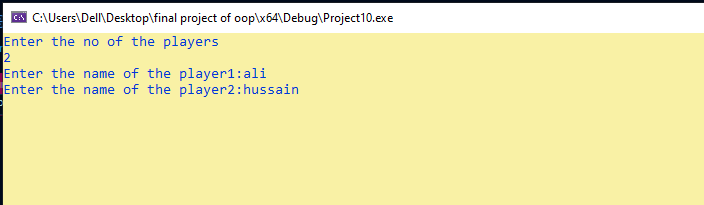 C:\Users\Dell\Desktop\final project of oop\x64\Debug\Project10.exe
Enter the no of the players
2
Enter the name of the player1:ali
Enter the name of the player2:hussain